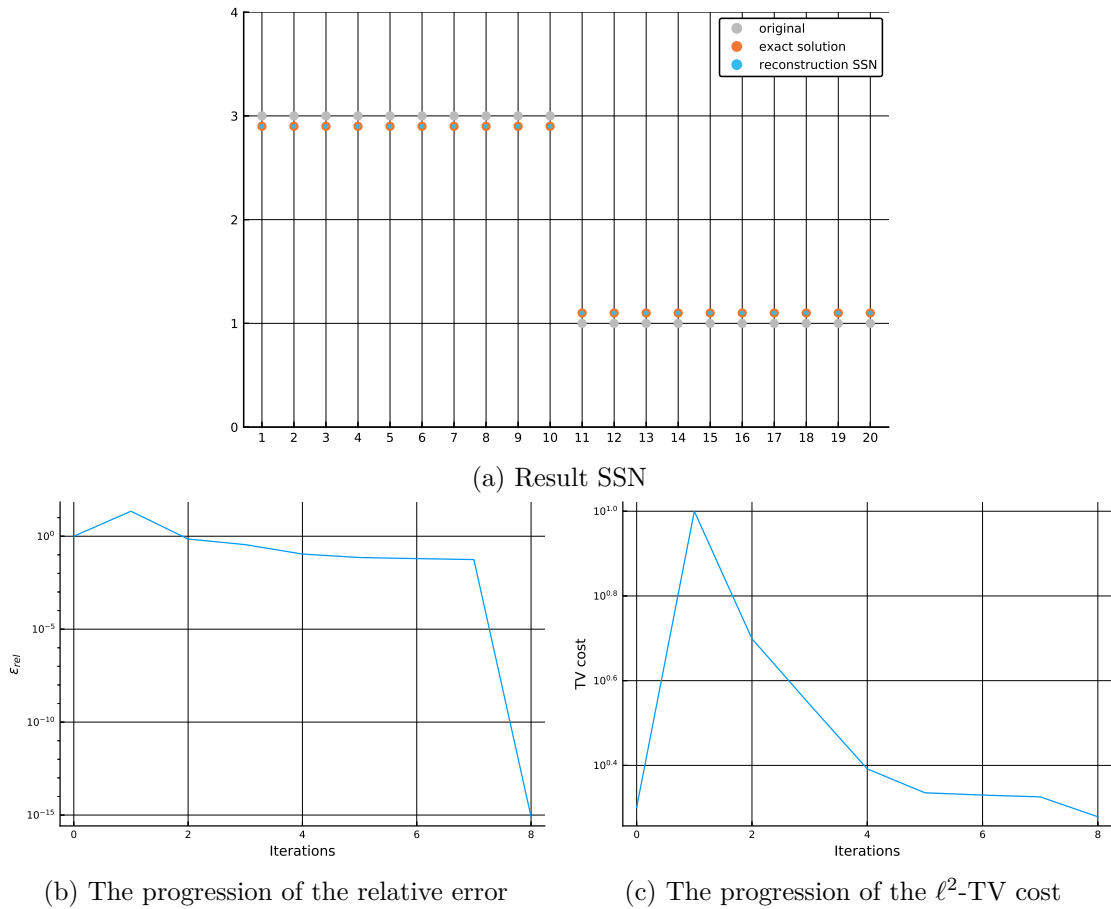 4
original
exact solution
reconstruction SSN
3
2
1
0
1 2 3 4 5 6 7 8 9 10 11 12 13 14 15 16 17 18 19 20
(a) Result SSN
10^0
10^-5
10^-10
10^-15
ε_rel
0 2 4 6 8
Iterations
(b) The progression of the relative error
10^1.0
10^0.8
10^0.6
10^0.4
TV cost
0 2 4 6 8
Iterations
(c) The progression of the ℓ²-TV cost